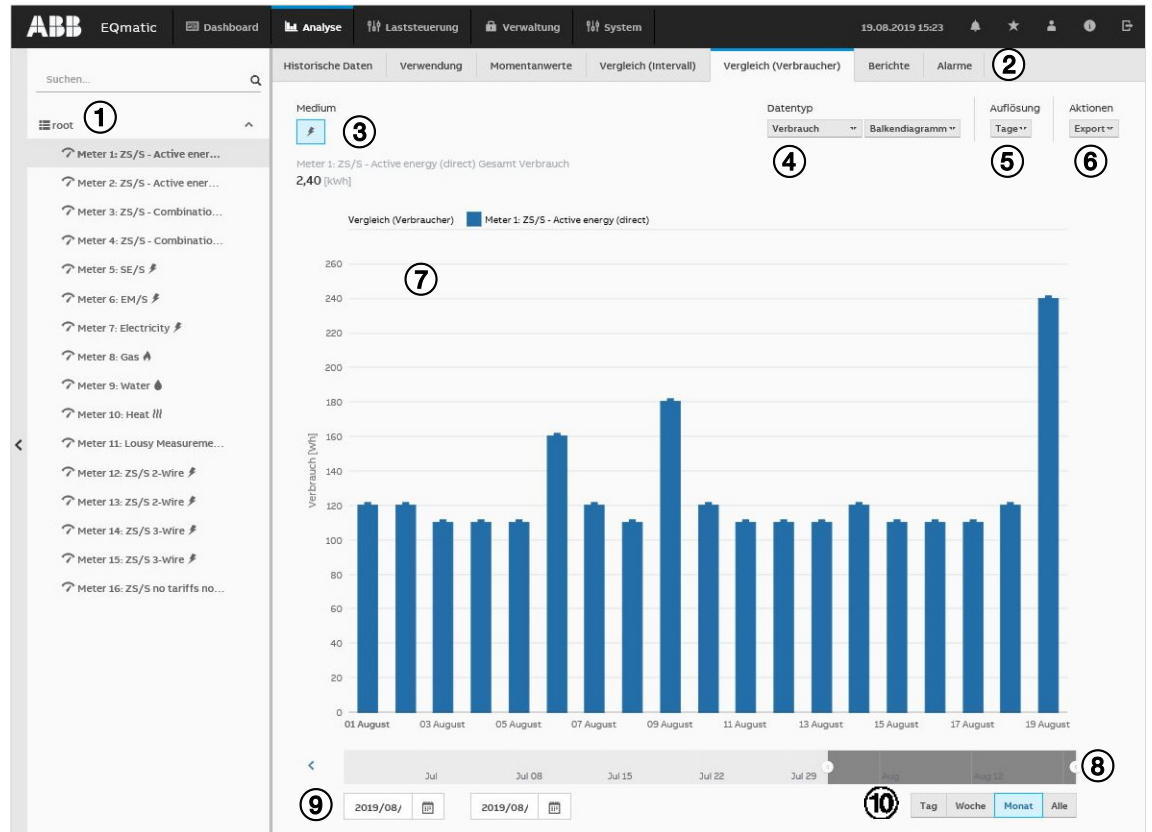 ABB EQmatic Dashboard Analyse Laststeuerung Verwaltung System 19.08.2019 15:23
Suchen...
1
root
Meter 1: ZS/S - Active ener...
Meter 2: ZS/S - Active ener...
Meter 3: ZS/S - Combinatio...
Meter 4: ZS/S - Combinatio...
Meter 5: SE/S
Meter 6: EM/S
Meter 7: Electricity
Meter 8: Gas
Meter 9: Water
Meter 10: Heat
Meter 11: Lousy Measureme...
Meter 12: ZS/S 2-Wire
Meter 13: ZS/S 2-Wire
Meter 14: ZS/S 3-Wire
Meter 15: ZS/S 3-Wire
Meter 16: ZS/S no tariffs no...
Historische Daten Verwendung Momentanwerte Vergleich (Intervall) Vergleich (Verbraucher) Berichte Alarme 2
Medium
3
Datentyp
Verbrauch Balkendiagramm
4
Auflösung
Tage
5
Aktionen
Export
6
Meter 1: ZS/S - Active energy (direct) Gesamt Verbrauch
2,40 [kWh]
Vergleich (Verbraucher) Meter 1: ZS/S - Active energy (direct)
7
Verbrauch [Wh]
260
240
220
200
180
160
140
120
100
80
60
40
20
0
01 August 03 August 05 August 07 August 09 August 11 August 13 August 15 August 17 August 19 August
Jul Jul 08 Jul 15 Jul 22 Jul 29 Aug Aug 12
8
9
2019/08/ 2019/08/
10
Tag Woche Monat Alle